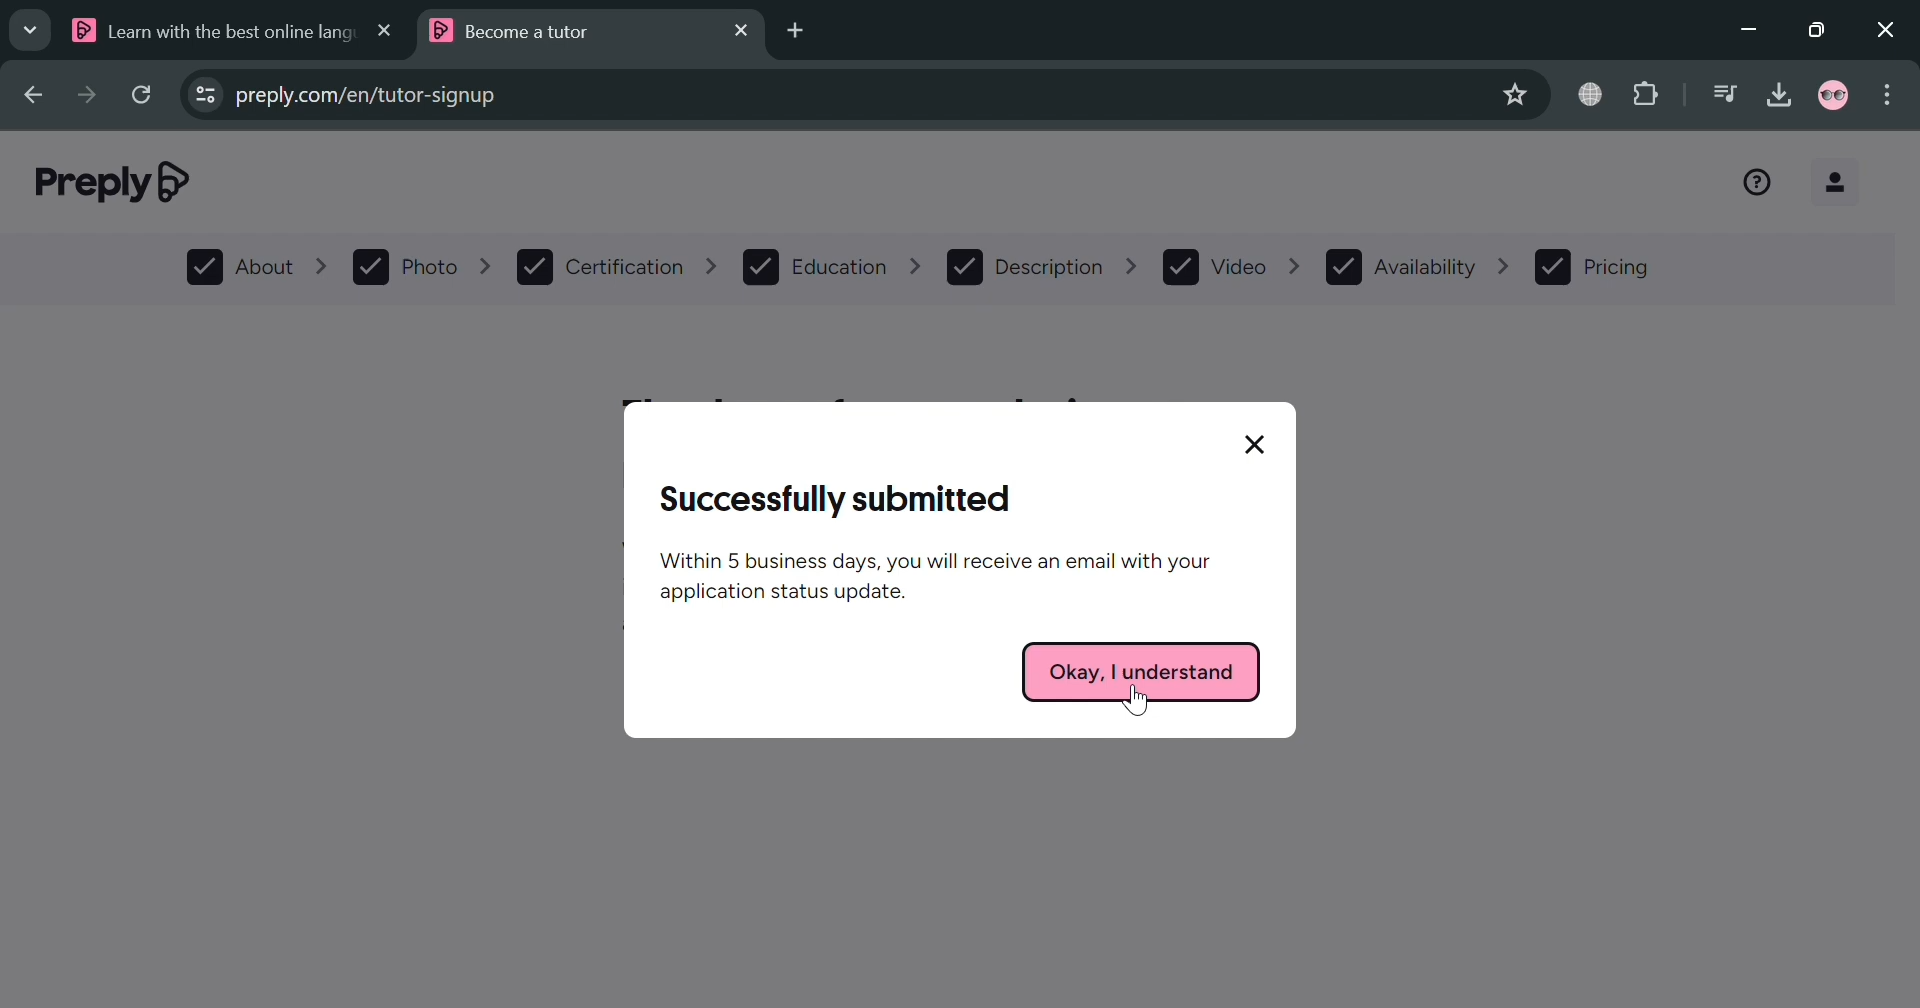 Learn with the best online lang
Become a tutor
preply.com/en/tutor-signup
Preply
About
Photo
Certification
Education
Description
Video
Availability
Pricing
Successfully submitted
Within 5 business days, you will receive an email with your
application status update.
Okay, I understand